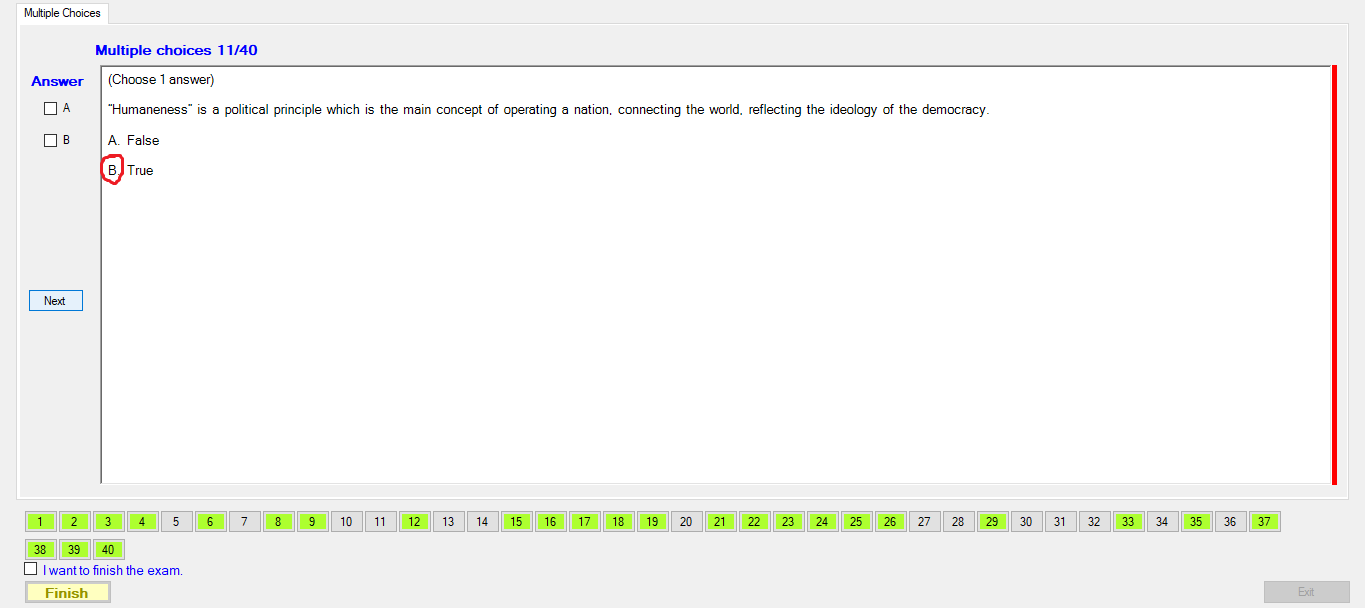 Multiple Choices
Multiple choices 11/40
Answer
A
B
(Choose 1 answer)
"Humaneness" is a political principle which is the main concept of operating a nation, connecting the world, reflecting the ideology of the democracy.
A. False
B. True
Next
1 2 3 4 5 6 7 8 9 10 11 12 13 14 15 16 17 18 19 20 21 22 23 24 25 26 27 28 29 30 31 32 33 34 35 36 37
38 39 40
I want to finish the exam.
Finish
Exit